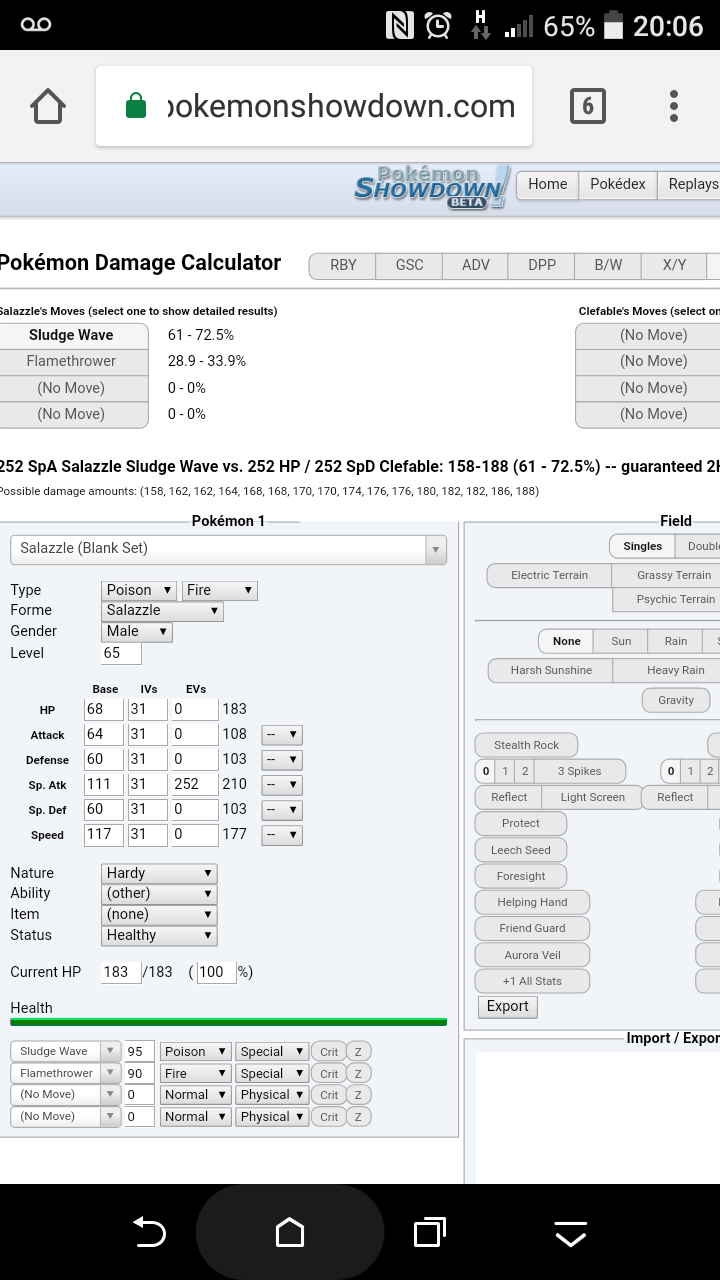 H 65% 20:06
pokemonshowdown.com 6
Pokémon
SHOWDOWN!
BETA
Home Pokédex Replays
Pokémon Damage Calculator RBY GSC ADV DPP B/W X/Y
Salazzle's Moves (select one to show detailed results) Clefable's Moves (select on
Sludge Wave 61 - 72.5% (No Move)
Flamethrower 28.9 - 33.9% (No Move)
(No Move) 0 - 0% (No Move)
(No Move) 0 - 0% (No Move)
252 SpA Salazzle Sludge Wave vs. 252 HP / 252 SpD Clefable: 158-188 (61 - 72.5%) -- guaranteed 2H
Possible damage amounts: (158, 162, 162, 164, 168, 168, 170, 170, 174, 176, 176, 180, 182, 182, 186, 188)
Pokémon 1
Salazzle (Blank Set)
Type Poison Fire
Forme Salazzle
Gender Male
Level 65
Base IVs EVs
HP 68 31 0 183
Attack 64 31 0 108 --
Defense 60 31 0 103 --
Sp. Atk 111 31 252 210 --
Sp. Def 60 31 0 103 --
Speed 117 31 0 177 --
Nature Hardy
Ability (other)
Item (none)
Status Healthy
Current HP 183 /183 ( 100 %)
Health
Sludge Wave 95 Poison Special Crit Z
Flamethrower 90 Fire Special Crit Z
(No Move) 0 Normal Physical Crit Z
(No Move) 0 Normal Physical Crit Z
Field
Singles Double
Electric Terrain Grassy Terrain
Psychic Terrain
None Sun Rain S
Harsh Sunshine Heavy Rain
Gravity
Stealth Rock
0 1 2 3 Spikes 0 1 2
Reflect Light Screen Reflect
Protect
Leech Seed
Foresight
Helping Hand
Friend Guard
Aurora Veil
+1 All Stats
Export
Import / Expor